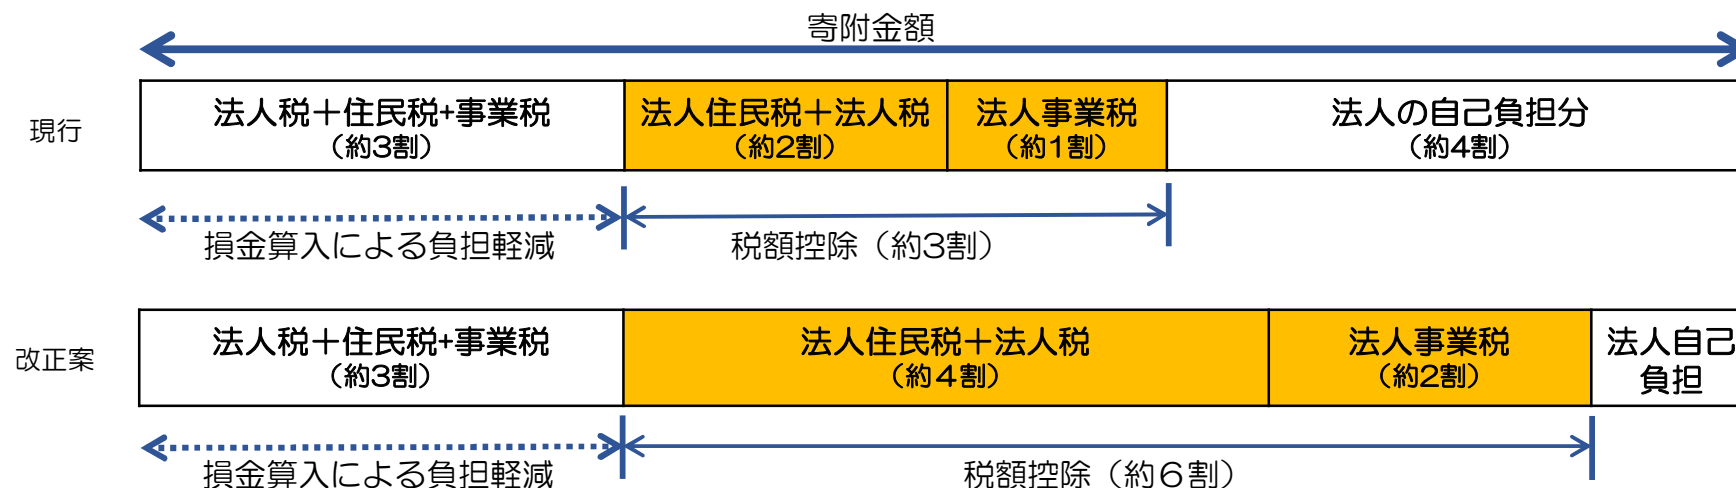 寄附金額
現行
法人税＋住民税+事業税
（約3割）
法人住民税＋法人税
（約2割）
法人事業税
（約1割）
法人の自己負担分
（約4割）
損金算入による負担軽減
税額控除（約3割）
改正案
法人税＋住民税+事業税
（約3割）
法人住民税＋法人税
（約４割）
法人事業税
（約2割）
法人自己
負担
損金算入による負担軽減
税額控除（約６割）